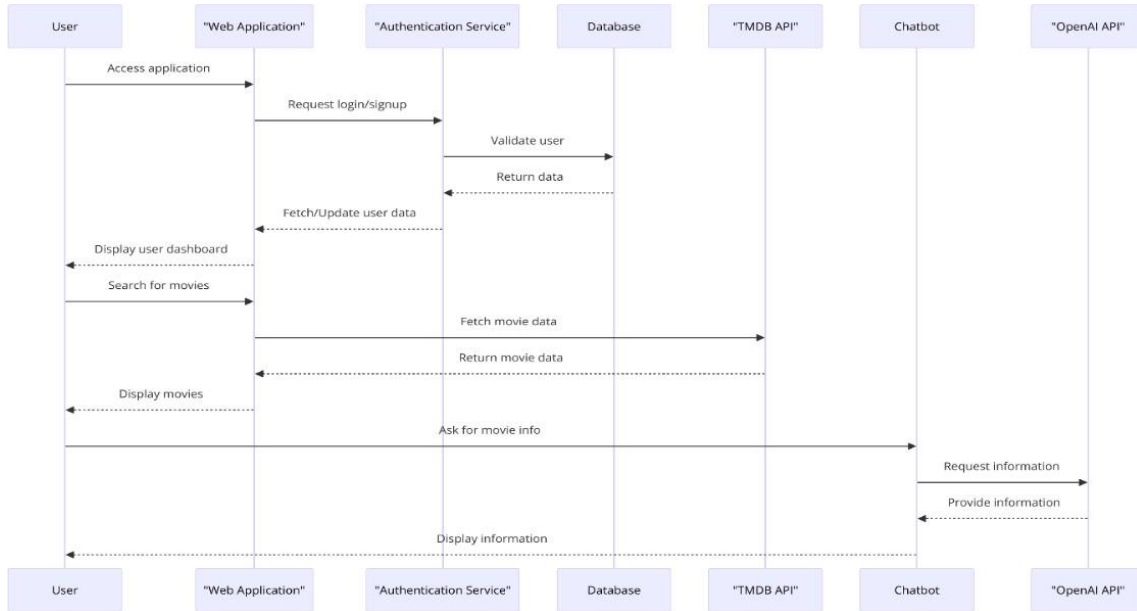 User
"Web Application"
"Authentication Service"
Database
"TMDB API"
Chatbot
"OpenAI API"
Access application
Request login/signup
Validate user
Return data
Fetch/Update user data
Display user dashboard
Search for movies
Fetch movie data
Return movie data
Display movies
Ask for movie info
Request information
Provide information
Display information
User
"Web Application"
"Authentication Service"
Database
"TMDB API"
Chatbot
"OpenAI API"